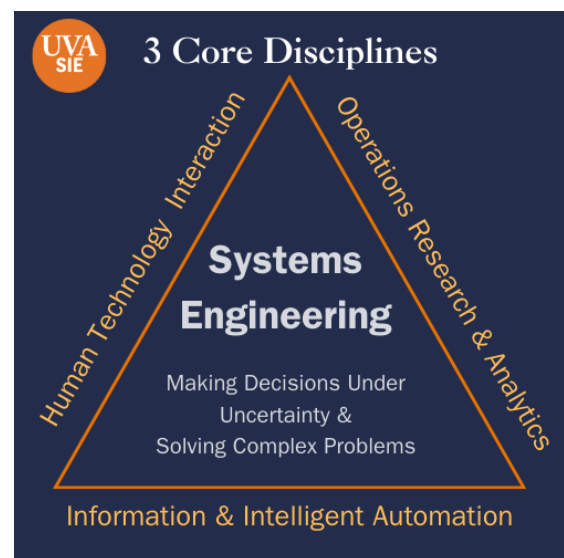 UVA
SIE
3 Core Disciplines
Human Technology Interaction
Operations Research & Analytics
Systems
Engineering
Making Decisions Under
Uncertainty &
Solving Complex Problems
Information & Intelligent Automation